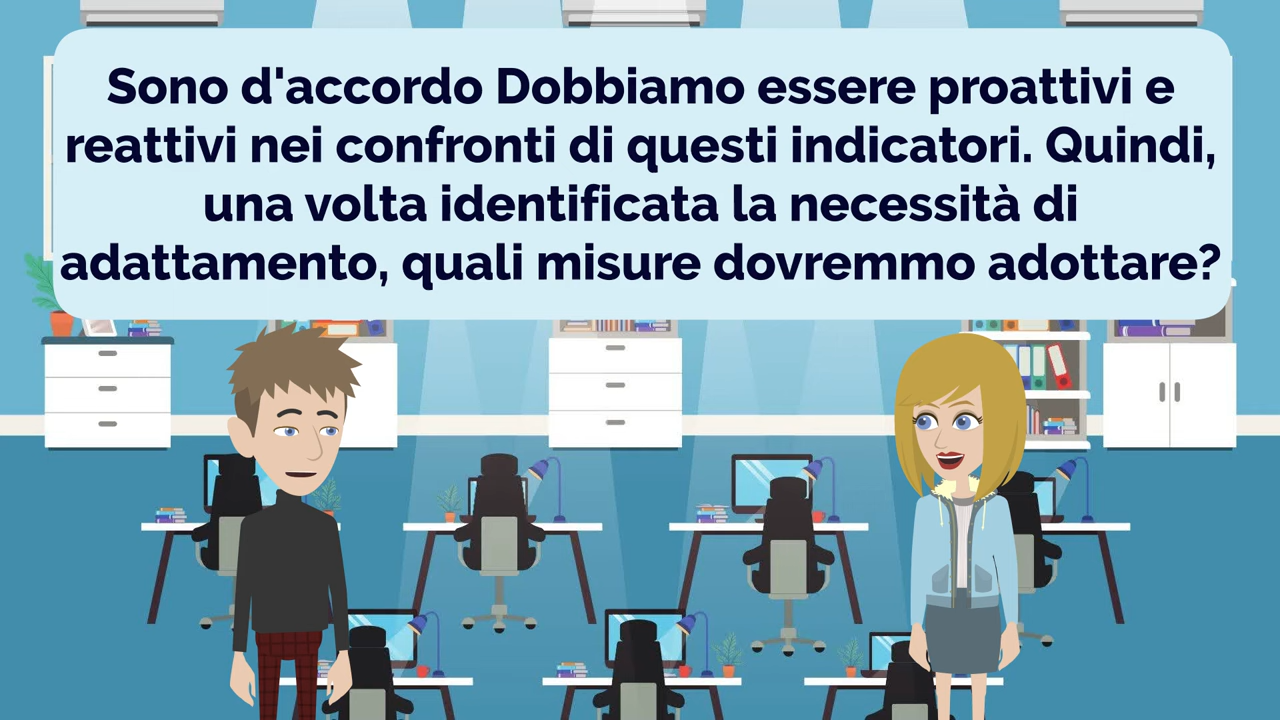 Sono d'accordo Dobbiamo essere proattivi e
reattivi nei confronti di questi indicatori. Quindi,
una volta identificata la necessità di
adattamento, quali misure dovremmo adottare?